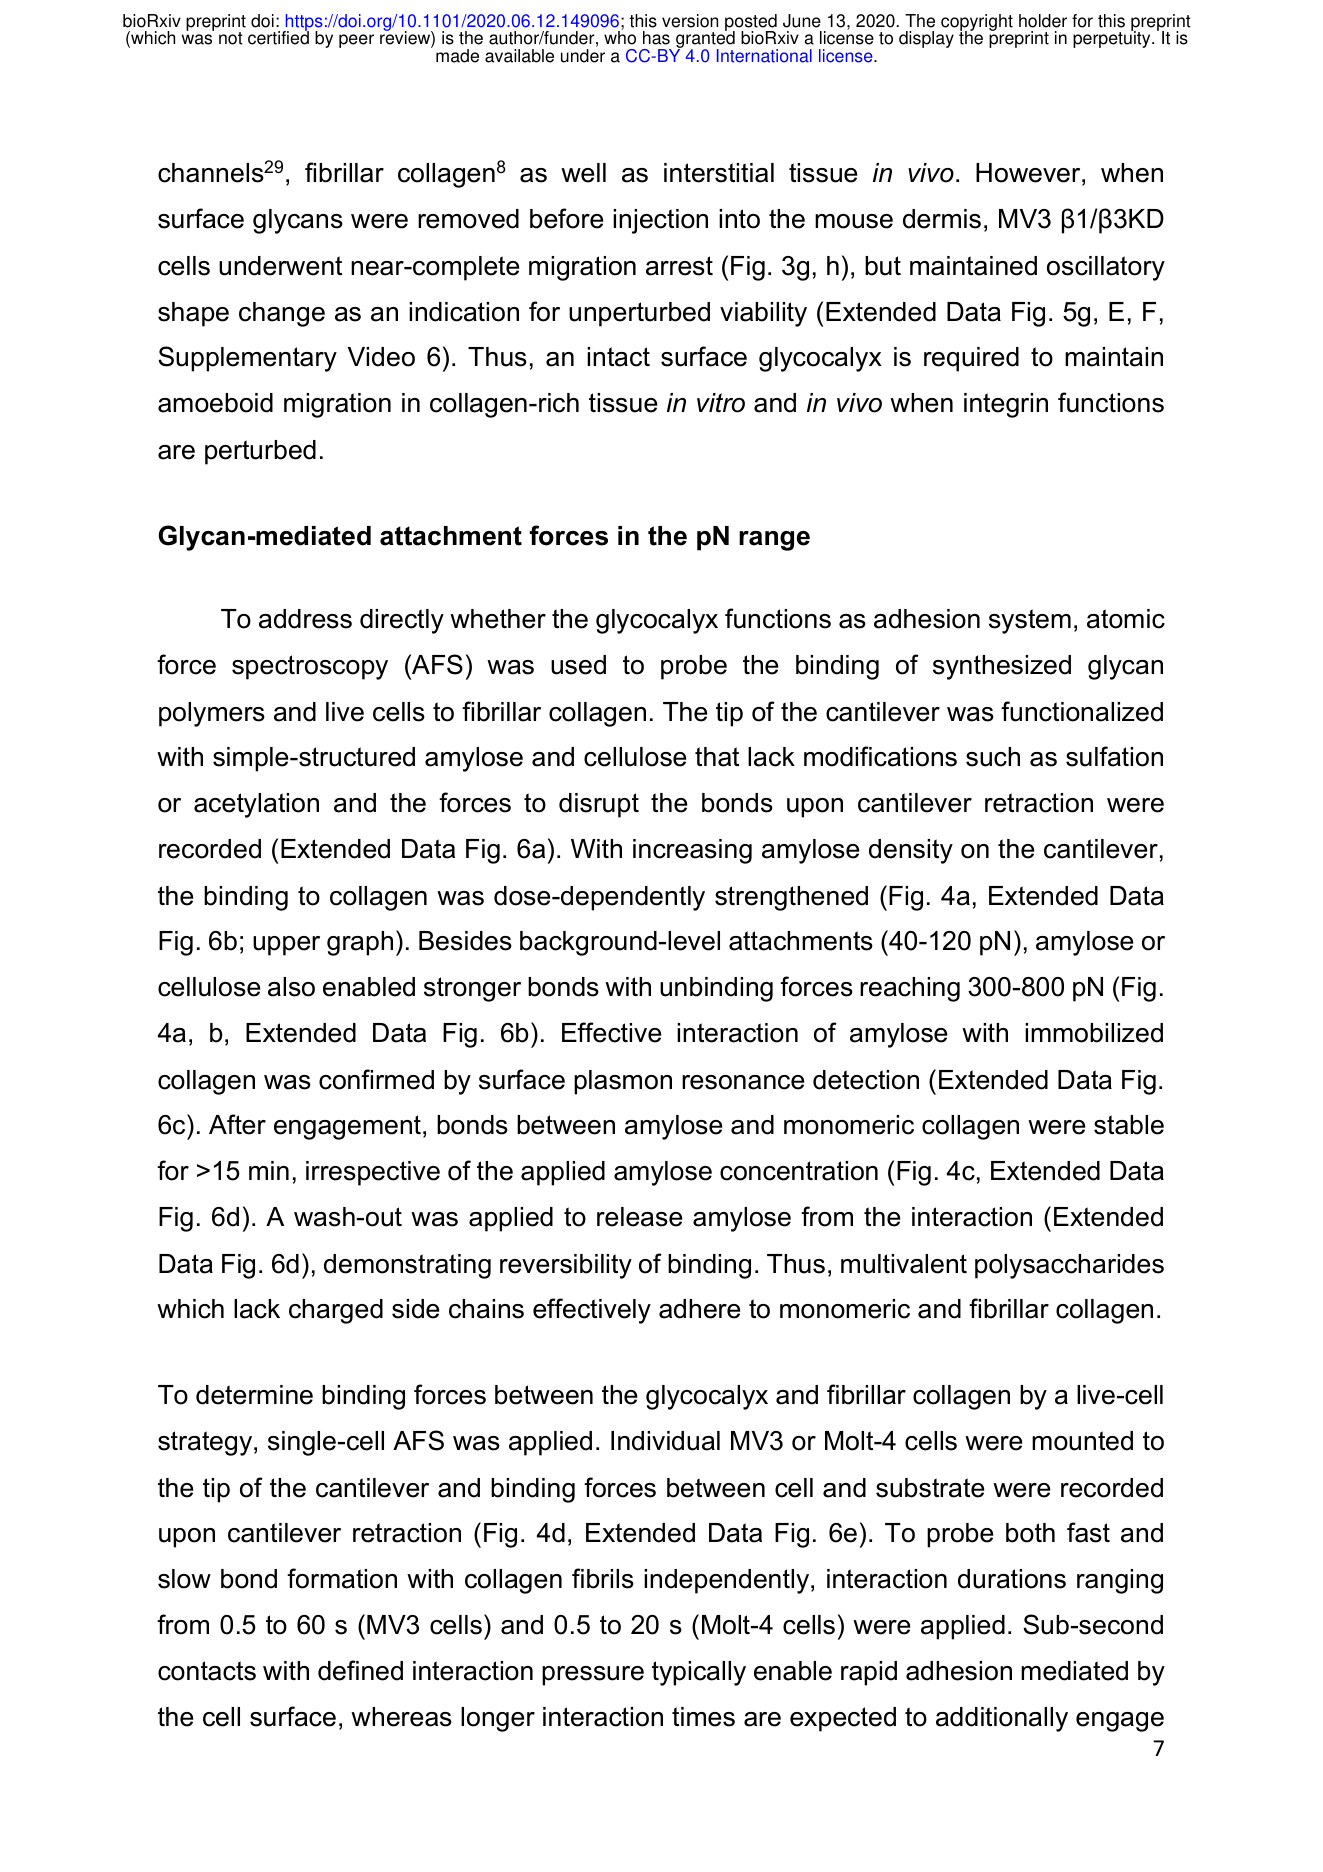 bioRxiv preprint doi: https://doi.org/10.1101/2020.06.12.149096; this version posted June 13, 2020. The copyright holder for this preprint
(which was not certified by peer review) is the author/funder, who has granted bioRxiv a license to display the preprint in perpetuity. It is
made available under a CC-BY 4.0 International license.
channels29, fibrillar collagen8 as well as interstitial tissue in vivo. However, when
surface glycans were removed before injection into the mouse dermis, MV3 β1/β3KD
cells underwent near-complete migration arrest (Fig. 3g, h), but maintained oscillatory
shape change as an indication for unperturbed viability (Extended Data Fig. 5g, E, F,
Supplementary Video 6). Thus, an intact surface glycocalyx is required to maintain
amoeboid migration in collagen-rich tissue in vitro and in vivo when integrin functions
are perturbed.
Glycan-mediated attachment forces in the pN range
To address directly whether the glycocalyx functions as adhesion system, atomic
force spectroscopy (AFS) was used to probe the binding of synthesized glycan
polymers and live cells to fibrillar collagen. The tip of the cantilever was functionalized
with simple-structured amylose and cellulose that lack modifications such as sulfation
or acetylation and the forces to disrupt the bonds upon cantilever retraction were
recorded (Extended Data Fig. 6a). With increasing amylose density on the cantilever,
the binding to collagen was dose-dependently strengthened (Fig. 4a, Extended Data
Fig. 6b; upper graph). Besides background-level attachments (40-120 pN), amylose or
cellulose also enabled stronger bonds with unbinding forces reaching 300-800 pN (Fig.
4a, b, Extended Data Fig. 6b). Effective interaction of amylose with immobilized
collagen was confirmed by surface plasmon resonance detection (Extended Data Fig.
6c). After engagement, bonds between amylose and monomeric collagen were stable
for >15 min, irrespective of the applied amylose concentration (Fig. 4c, Extended Data
Fig. 6d). A wash-out was applied to release amylose from the interaction (Extended
Data Fig. 6d), demonstrating reversibility of binding. Thus, multivalent polysaccharides
which lack charged side chains effectively adhere to monomeric and fibrillar collagen.
To determine binding forces between the glycocalyx and fibrillar collagen by a live-cell
strategy, single-cell AFS was applied. Individual MV3 or Molt-4 cells were mounted to
the tip of the cantilever and binding forces between cell and substrate were recorded
upon cantilever retraction (Fig. 4d, Extended Data Fig. 6e). To probe both fast and
slow bond formation with collagen fibrils independently, interaction durations ranging
from 0.5 to 60 s (MV3 cells) and 0.5 to 20 s (Molt-4 cells) were applied. Sub-second
contacts with defined interaction pressure typically enable rapid adhesion mediated by
the cell surface, whereas longer interaction times are expected to additionally engage
7